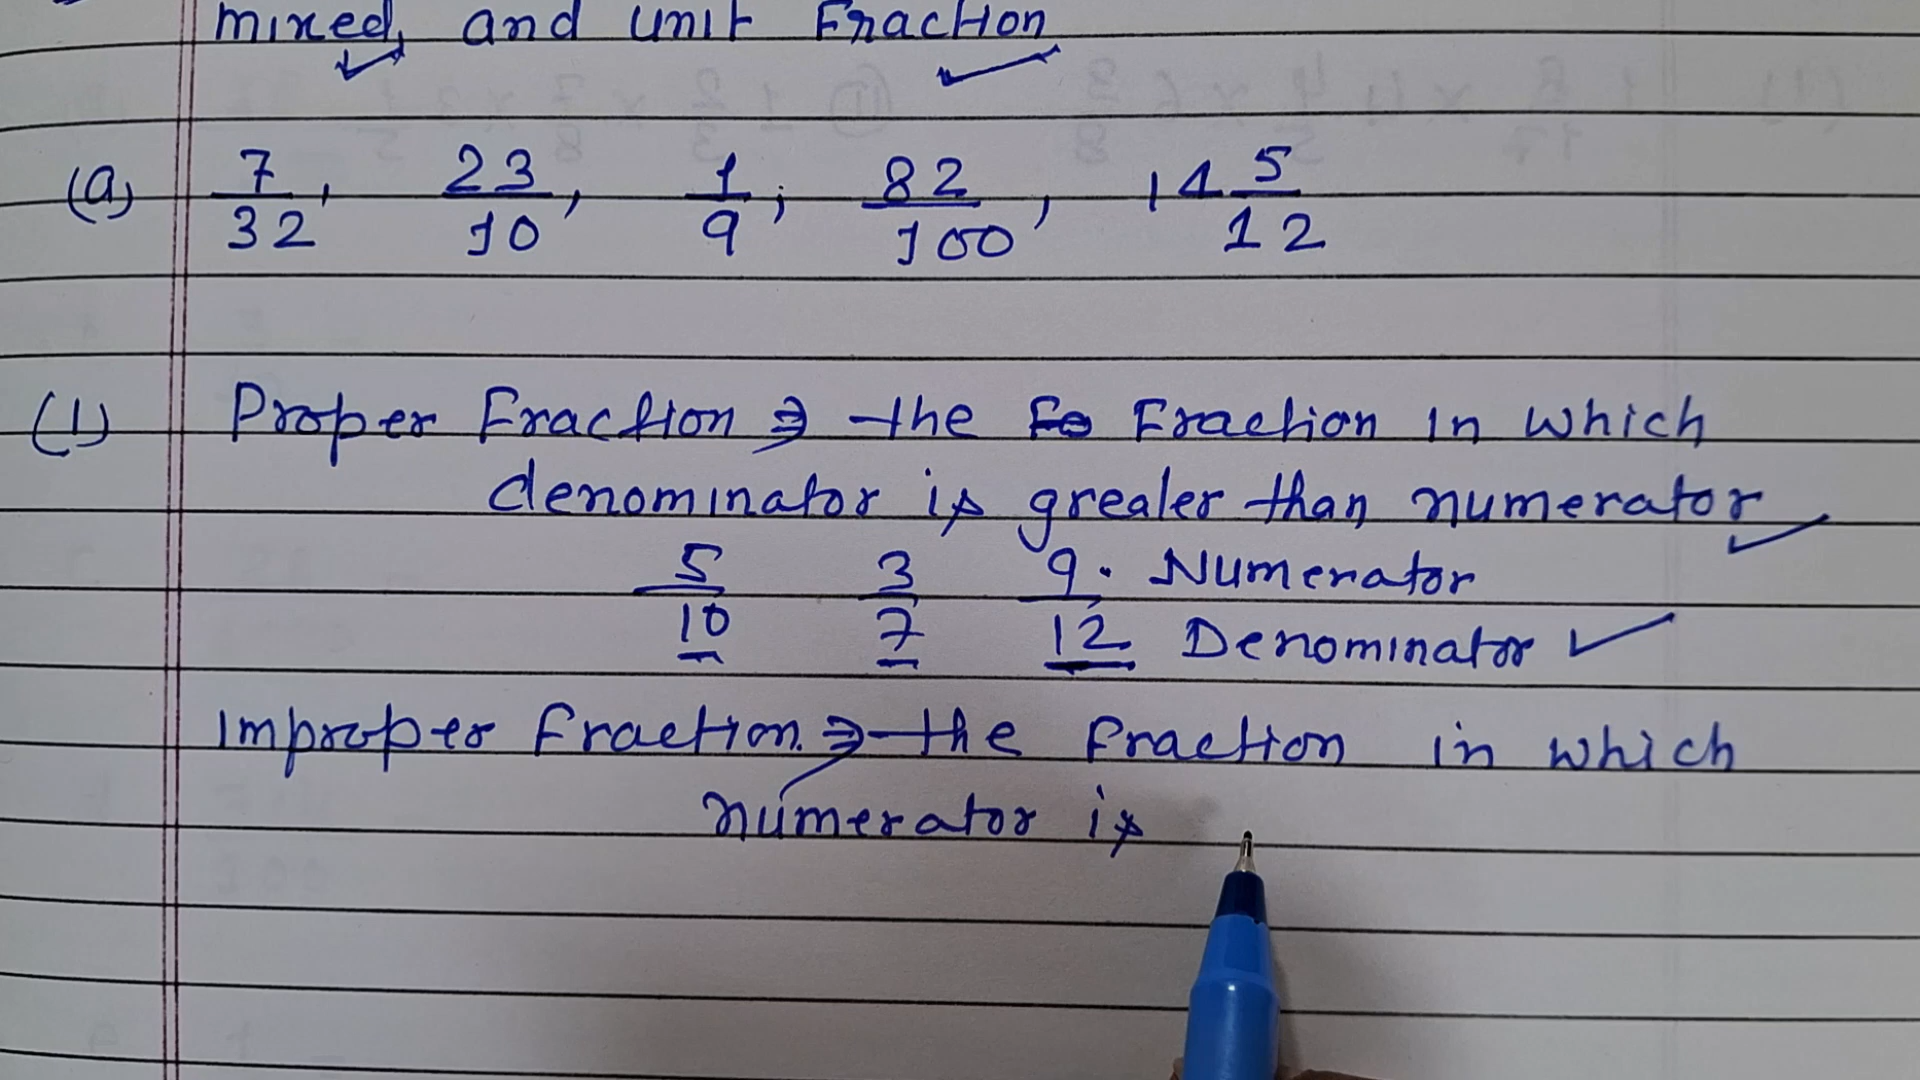 mixed, and unit Fraction
(a) 7/32, 23/10, 1/9, 82/100, 14 5/12
(1) Proper Fraction ⇒ the Fraction in which
denominator is greater than numerator
5/10 3/7 9/12 Numerator Denominator
Improper fraction ⇒ the fraction in which
numerator is